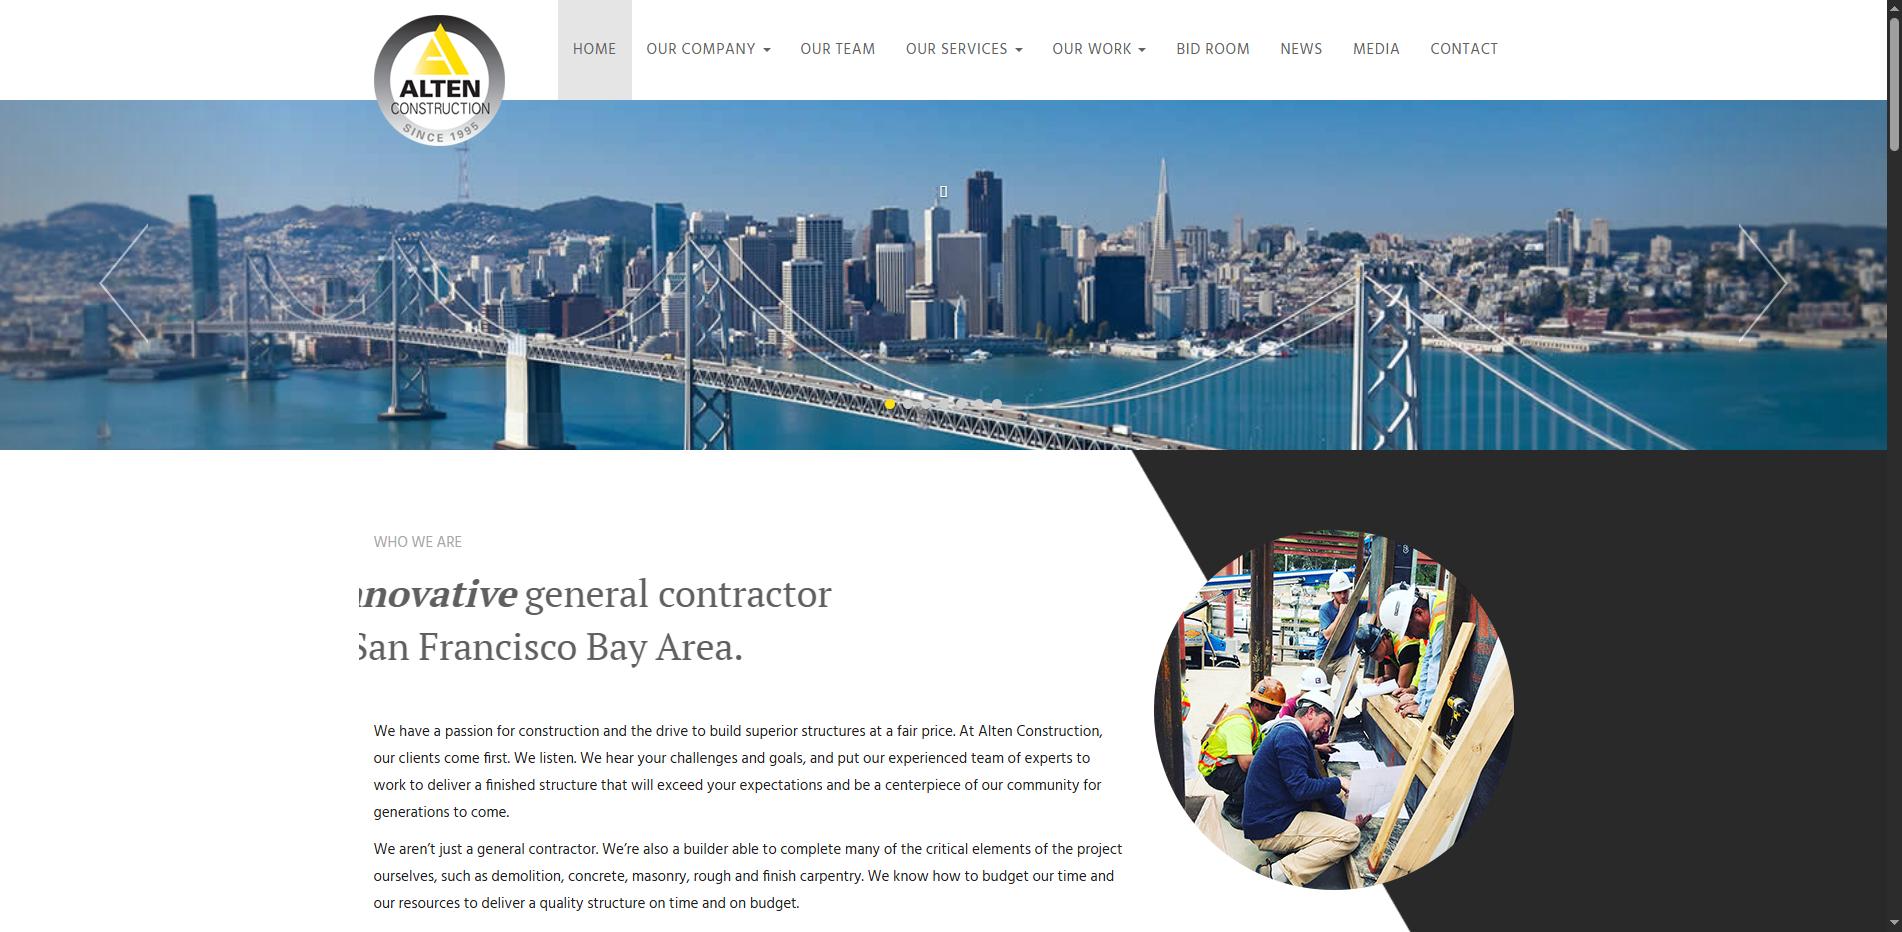 ALTEN
CONSTRUCTION
SINCE 1995
HOME
OUR COMPANY
OUR TEAM
OUR SERVICES
OUR WORK
BID ROOM
NEWS
MEDIA
CONTACT
WHO WE ARE
nnovative general contractor
San Francisco Bay Area.
We have a passion for construction and the drive to build superior structures at a fair price. At Alten Construction,
our clients come first. We listen. We hear your challenges and goals, and put our experienced team of experts to
work to deliver a finished structure that will exceed your expectations and be a centerpiece of our community for
generations to come.
We aren’t just a general contractor. We’re also a builder able to complete many of the critical elements of the project
ourselves, such as demolition, concrete, masonry, rough and finish carpentry. We know how to budget our time and
our resources to deliver a quality structure on time and on budget.